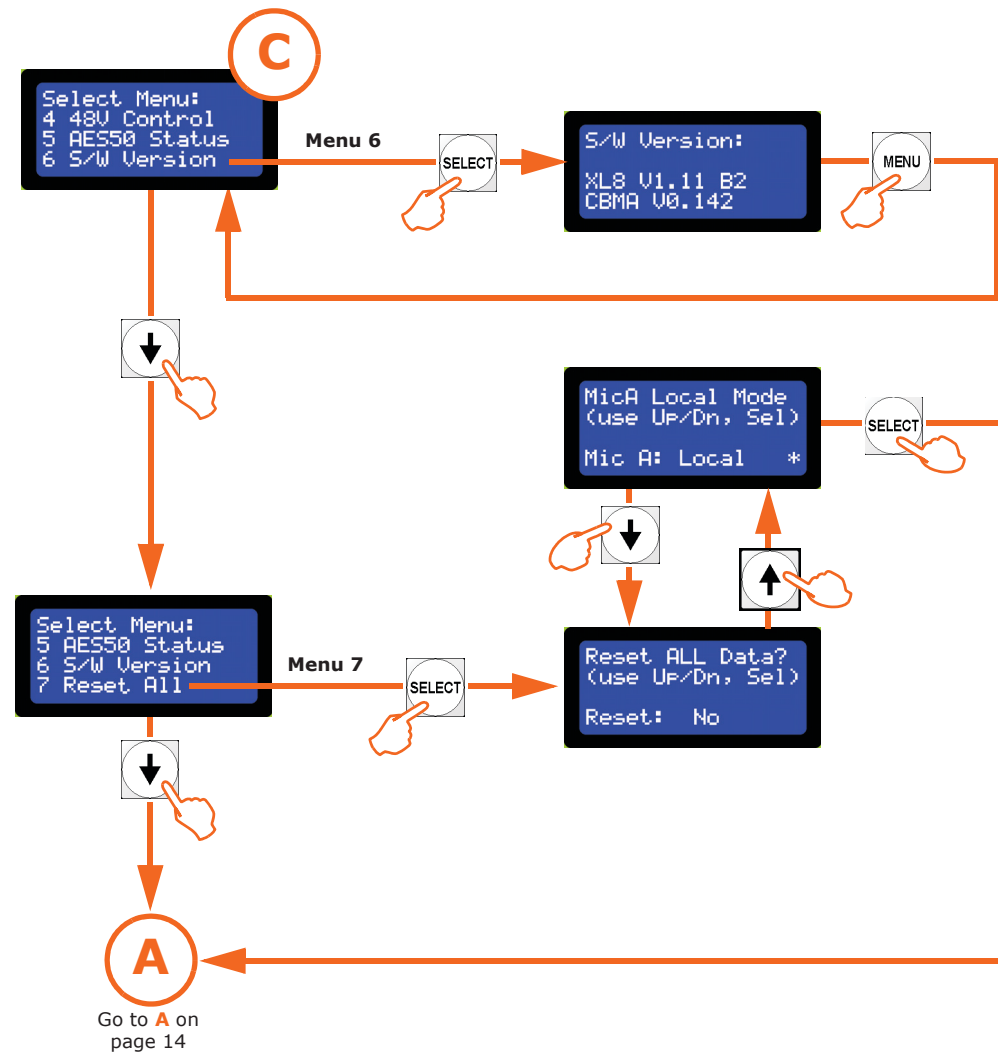 C
Select Menu:
4 48V Control
5 AES50 Status
6 S/W Version
Menu 6
SELECT
S/W Version:
XL8 V1.11 B2
CBMA V0.142
MENU
MicA Local Mode
(use Up/Dn, Sel)
Mic A: Local *
SELECT
Select Menu:
5 AES50 Status
6 S/W Version
7 Reset All
Menu 7
SELECT
Reset ALL Data?
(use Up/Dn, Sel)
Reset: No
A
Go to A on
page 14